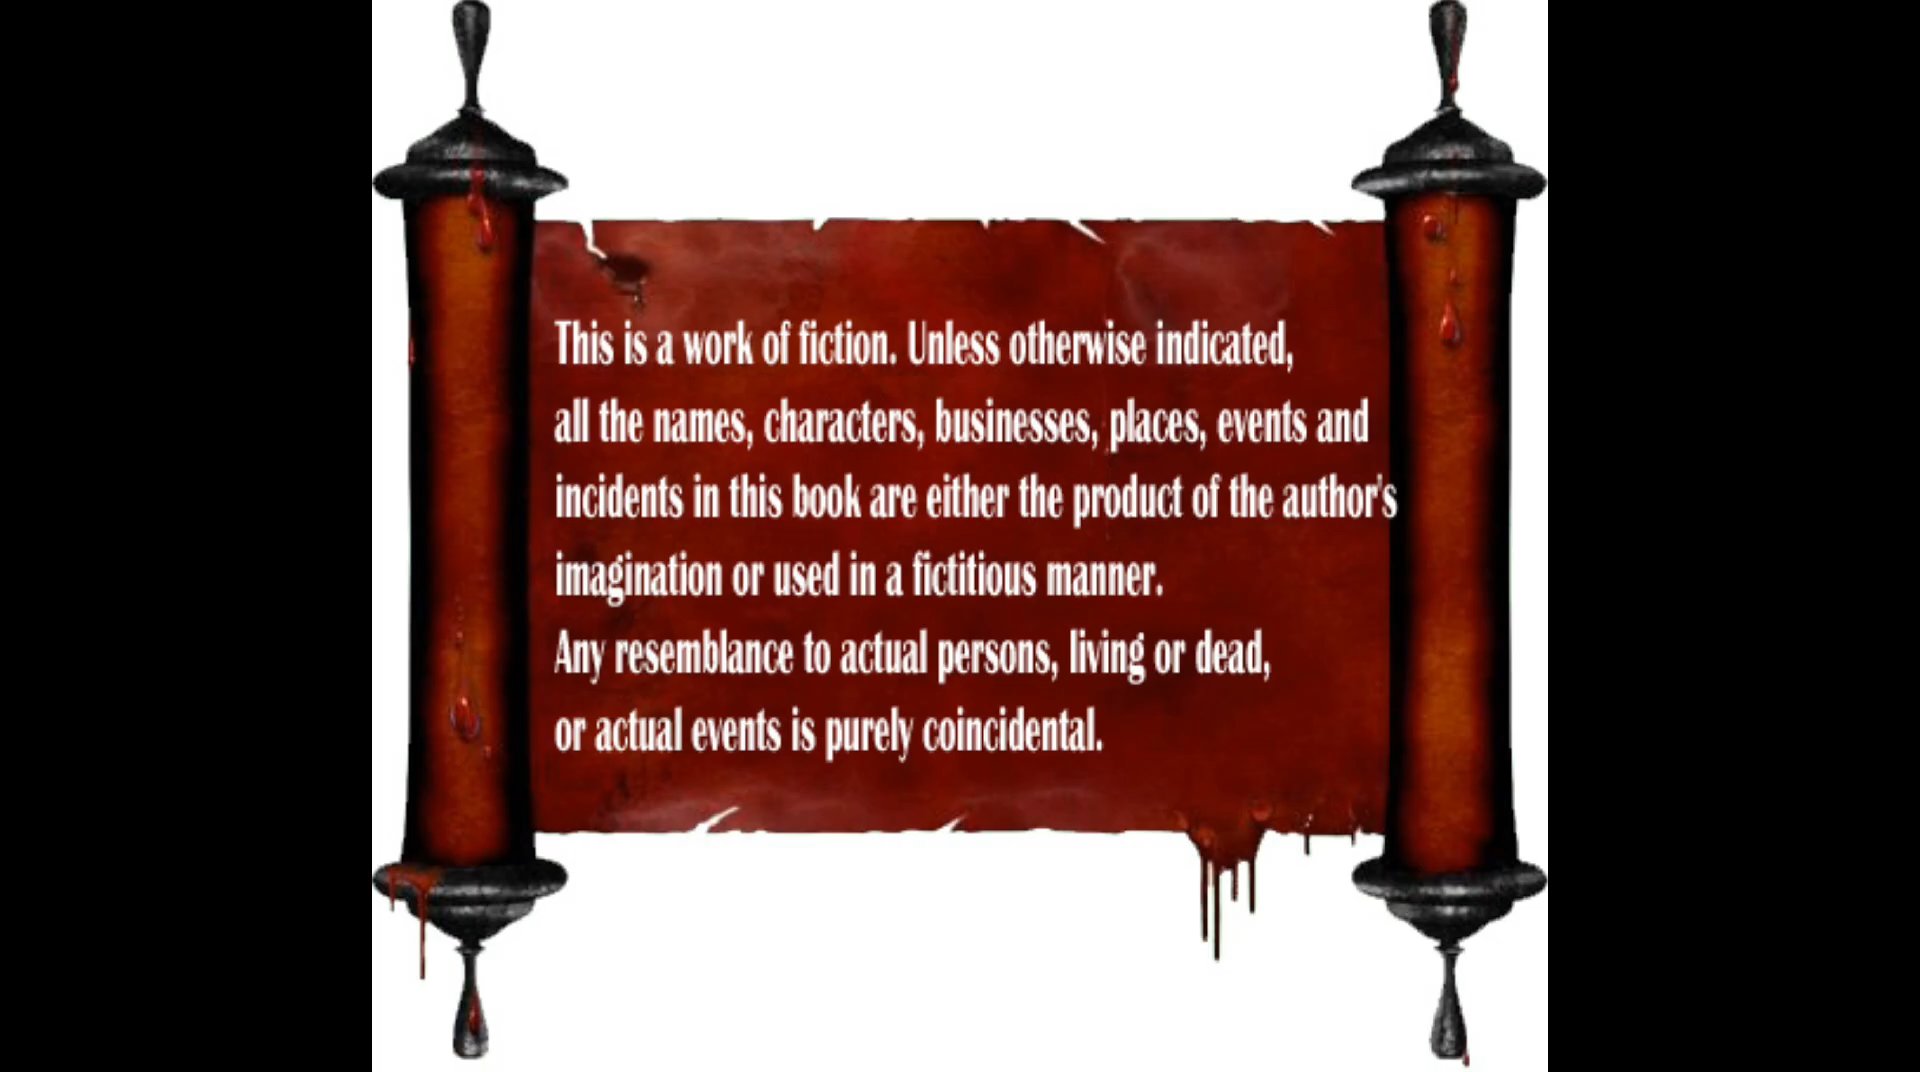 This is a work of fiction. Unless otherwise indicated,
all the names, characters, businesses, places, events and
incidents in this book are either the product of the author's
imagination or used in a fictitious manner.
Any resemblance to actual persons, living or dead,
or actual events is purely coincidental.